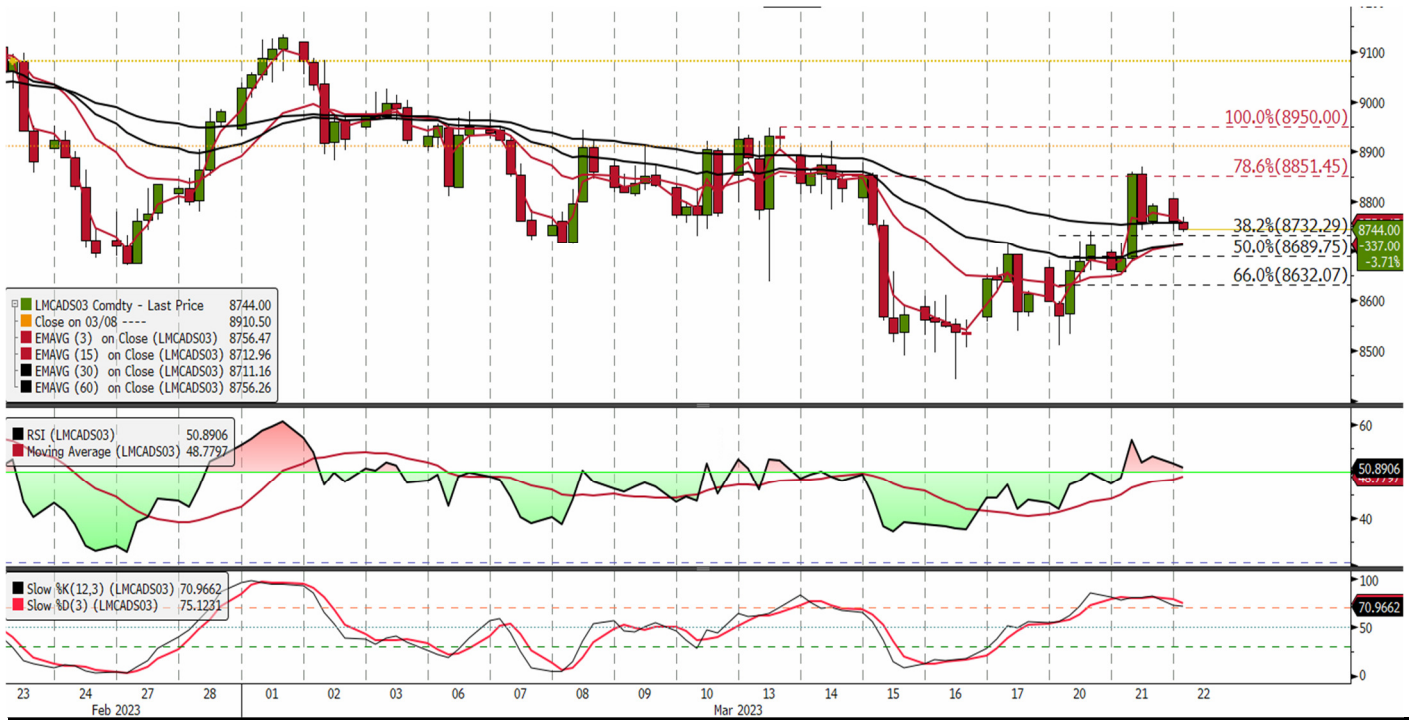 9100
9000
8900
8800
8600
8500
100.0%(8950.00)
78.6%(8851.45)
38.2%(8732.29)
50.0%(8689.75)
66.0%(8632.07)
8744.00
-337.00
-3.71%
LMCADS03 Comdty - Last Price 8744.00
Close on 03/08 ---- 8910.50
EMAVG (3) on Close (LMCADS03) 8756.47
EMAVG (15) on Close (LMCADS03) 8712.96
EMAVG (30) on Close (LMCADS03) 8711.16
EMAVG (60) on Close (LMCADS03) 8756.26
RSI (LMCADS03) 50.8906
Moving Average (LMCADS03) 48.7797
60
50.8906
48.7797
40
Slow %K(12,3) (LMCADS03) 70.9662
Slow %D(3) (LMCADS03) 75.1231
100
70.9662
50
0
23 24 27 28 01 02 03 06 07 08 09 10 13 14 15 16 17 20 21 22
Feb 2023 Mar 2023